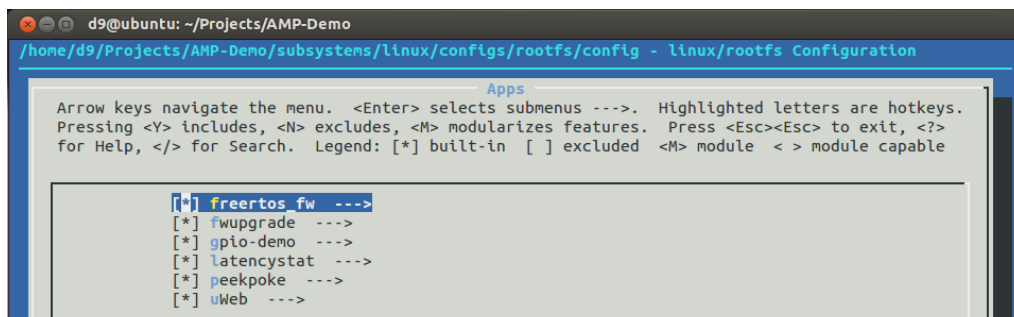 d9@ubuntu: ~/Projects/AMP-Demo
/home/d9/Projects/AMP-Demo/subsystems/linux/configs/rootfs/config - linux/rootfs Configuration
Apps
Arrow keys navigate the menu.  <Enter> selects submenus --->.  Highlighted letters are hotkeys.
Pressing <Y> includes, <N> excludes, <M> modularizes features.  Press <Esc><Esc> to exit, <?>
for Help, </> for Search.  Legend: [*] built-in  [ ] excluded  <M> module  < > module capable
[*] freertos_fw  --->
[*] fwupgrade  --->
[*] gpio-demo  --->
[*] latencystat  --->
[*] peekpoke  --->
[*] uWeb  --->